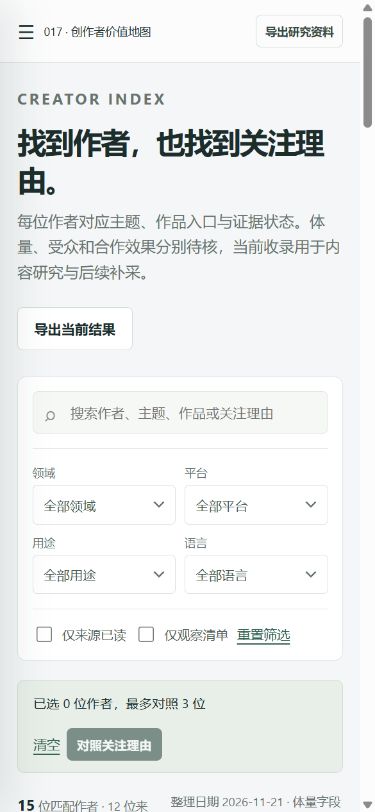 ☰ 017 · 创作者价值地图 导出研究资料
CREATOR INDEX
找到作者，也找到关注理
由。
每位作者对应主题、作品入口与证据状态。体
量、受众和合作效果分别待核，当前收录用于内
容研究与后续补采。
导出当前结果
搜索作者、主题、作品或关注理由
领域 平台
全部领域 全部平台
用途 语言
全部用途 全部语言
仅来源已读 仅观察清单 重置筛选
已选 0 位作者，最多对照 3 位
清空 对照关注理由
15 位匹配作者 · 12 位来 整理日期 2026-11-21 · 体量字段